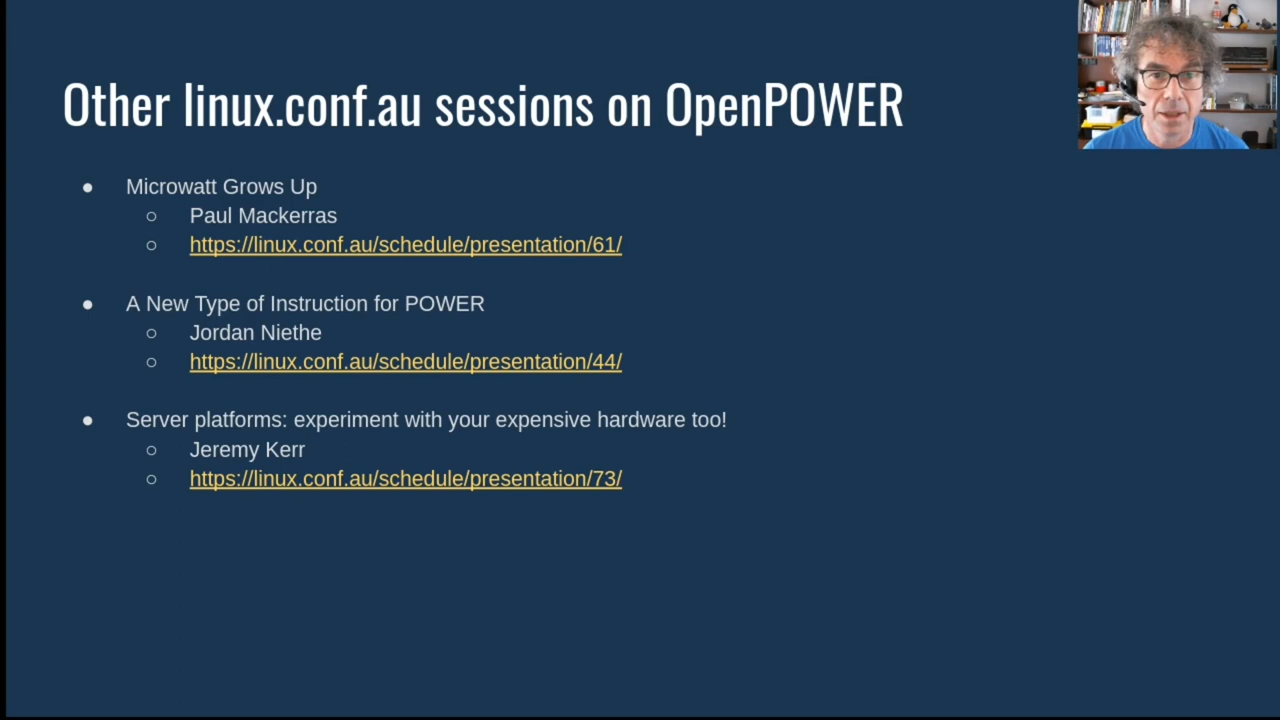 Other linux.conf.au sessions on OpenPOWER
● Microwatt Grows Up
○ Paul Mackerras
○ https://linux.conf.au/schedule/presentation/61/
● A New Type of Instruction for POWER
○ Jordan Niethe
○ https://linux.conf.au/schedule/presentation/44/
● Server platforms: experiment with your expensive hardware too!
○ Jeremy Kerr
○ https://linux.conf.au/schedule/presentation/73/